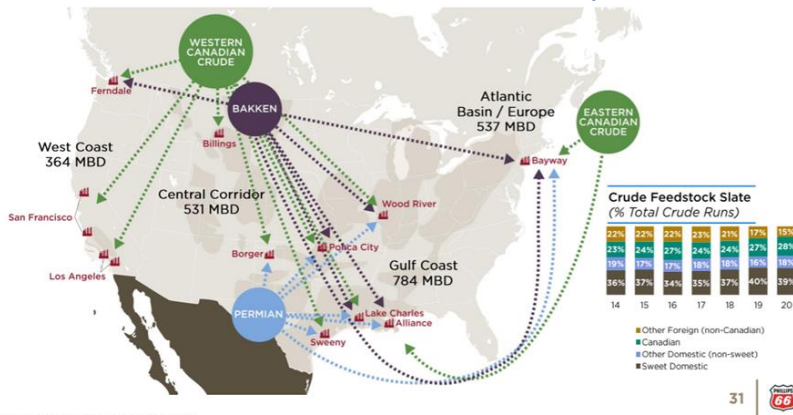 WESTERN
CANADIAN
CRUDE
Ferndale
BAKKEN
Atlantic
Basin / Europe
537 MBD
EASTERN
CANADIAN
CRUDE
West Coast
364 MBD
Billings
Bayway
Central Corridor
531 MBD
Wood River
San Francisco
Borger
Ponca City
Gulf Coast
784 MBD
Los Angeles
PERMIAN
Lake Charles
Alliance
Sweeny
Crude Feedstock Slate
(% Total Crude Runs)
22% 22% 22% 23% 21% 17% 15%
23% 24% 27% 24% 24% 27% 28%
19% 17% 17% 18% 18% 16% 18%
36% 37% 34% 35% 37% 40% 39%
14 15 16 17 18 19 20
Other Foreign (non-Canadian)
Canadian
Other Domestic (non-sweet)
Sweet Domestic
31
PHILLIPS
66